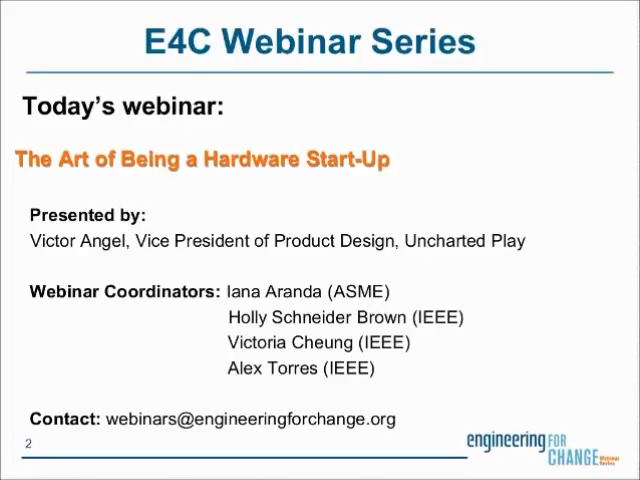 E4C Webinar Series
Today's webinar:
The Art of Being a Hardware Start-Up
Presented by:
Victor Angel, Vice President of Product Design, Uncharted Play
Webinar Coordinators: Iana Aranda (ASME)
Holly Schneider Brown (IEEE)
Victoria Cheung (IEEE)
Alex Torres (IEEE)
Contact: webinars@engineeringforchange.org
2
engineering FOR
CHANGE Webinar
Series